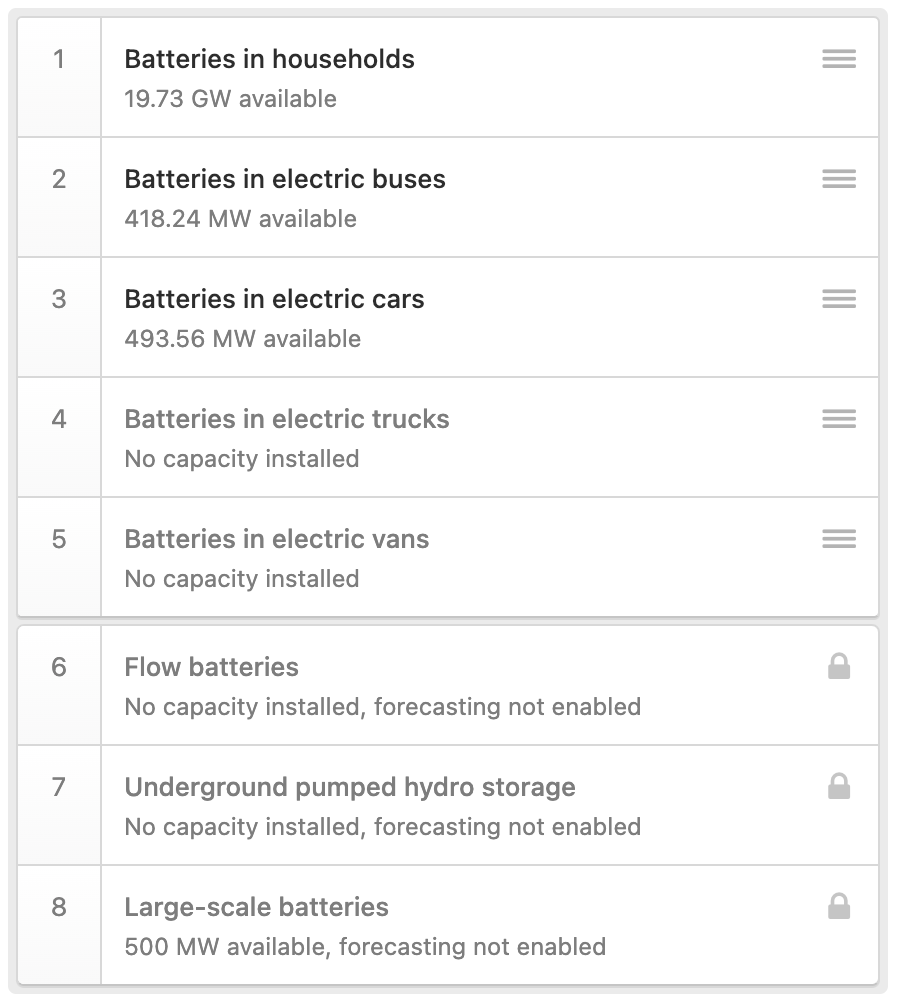 1
Batteries in households
19.73 GW available
2
Batteries in electric buses
418.24 MW available
3
Batteries in electric cars
493.56 MW available
4
Batteries in electric trucks
No capacity installed
5
Batteries in electric vans
No capacity installed
6
Flow batteries
No capacity installed, forecasting not enabled
7
Underground pumped hydro storage
No capacity installed, forecasting not enabled
8
Large-scale batteries
500 MW available, forecasting not enabled